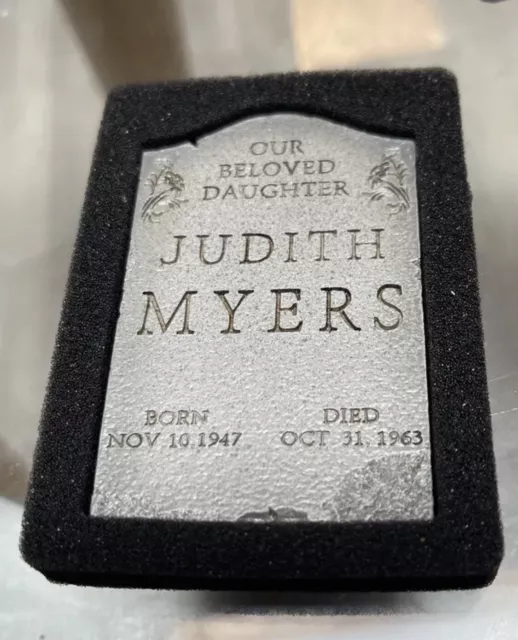 OUR
BELOVED
DAUGHTER
JUDITH
MYERS
BORN DIED
NOV 10, 1947 OCT 31, 1963